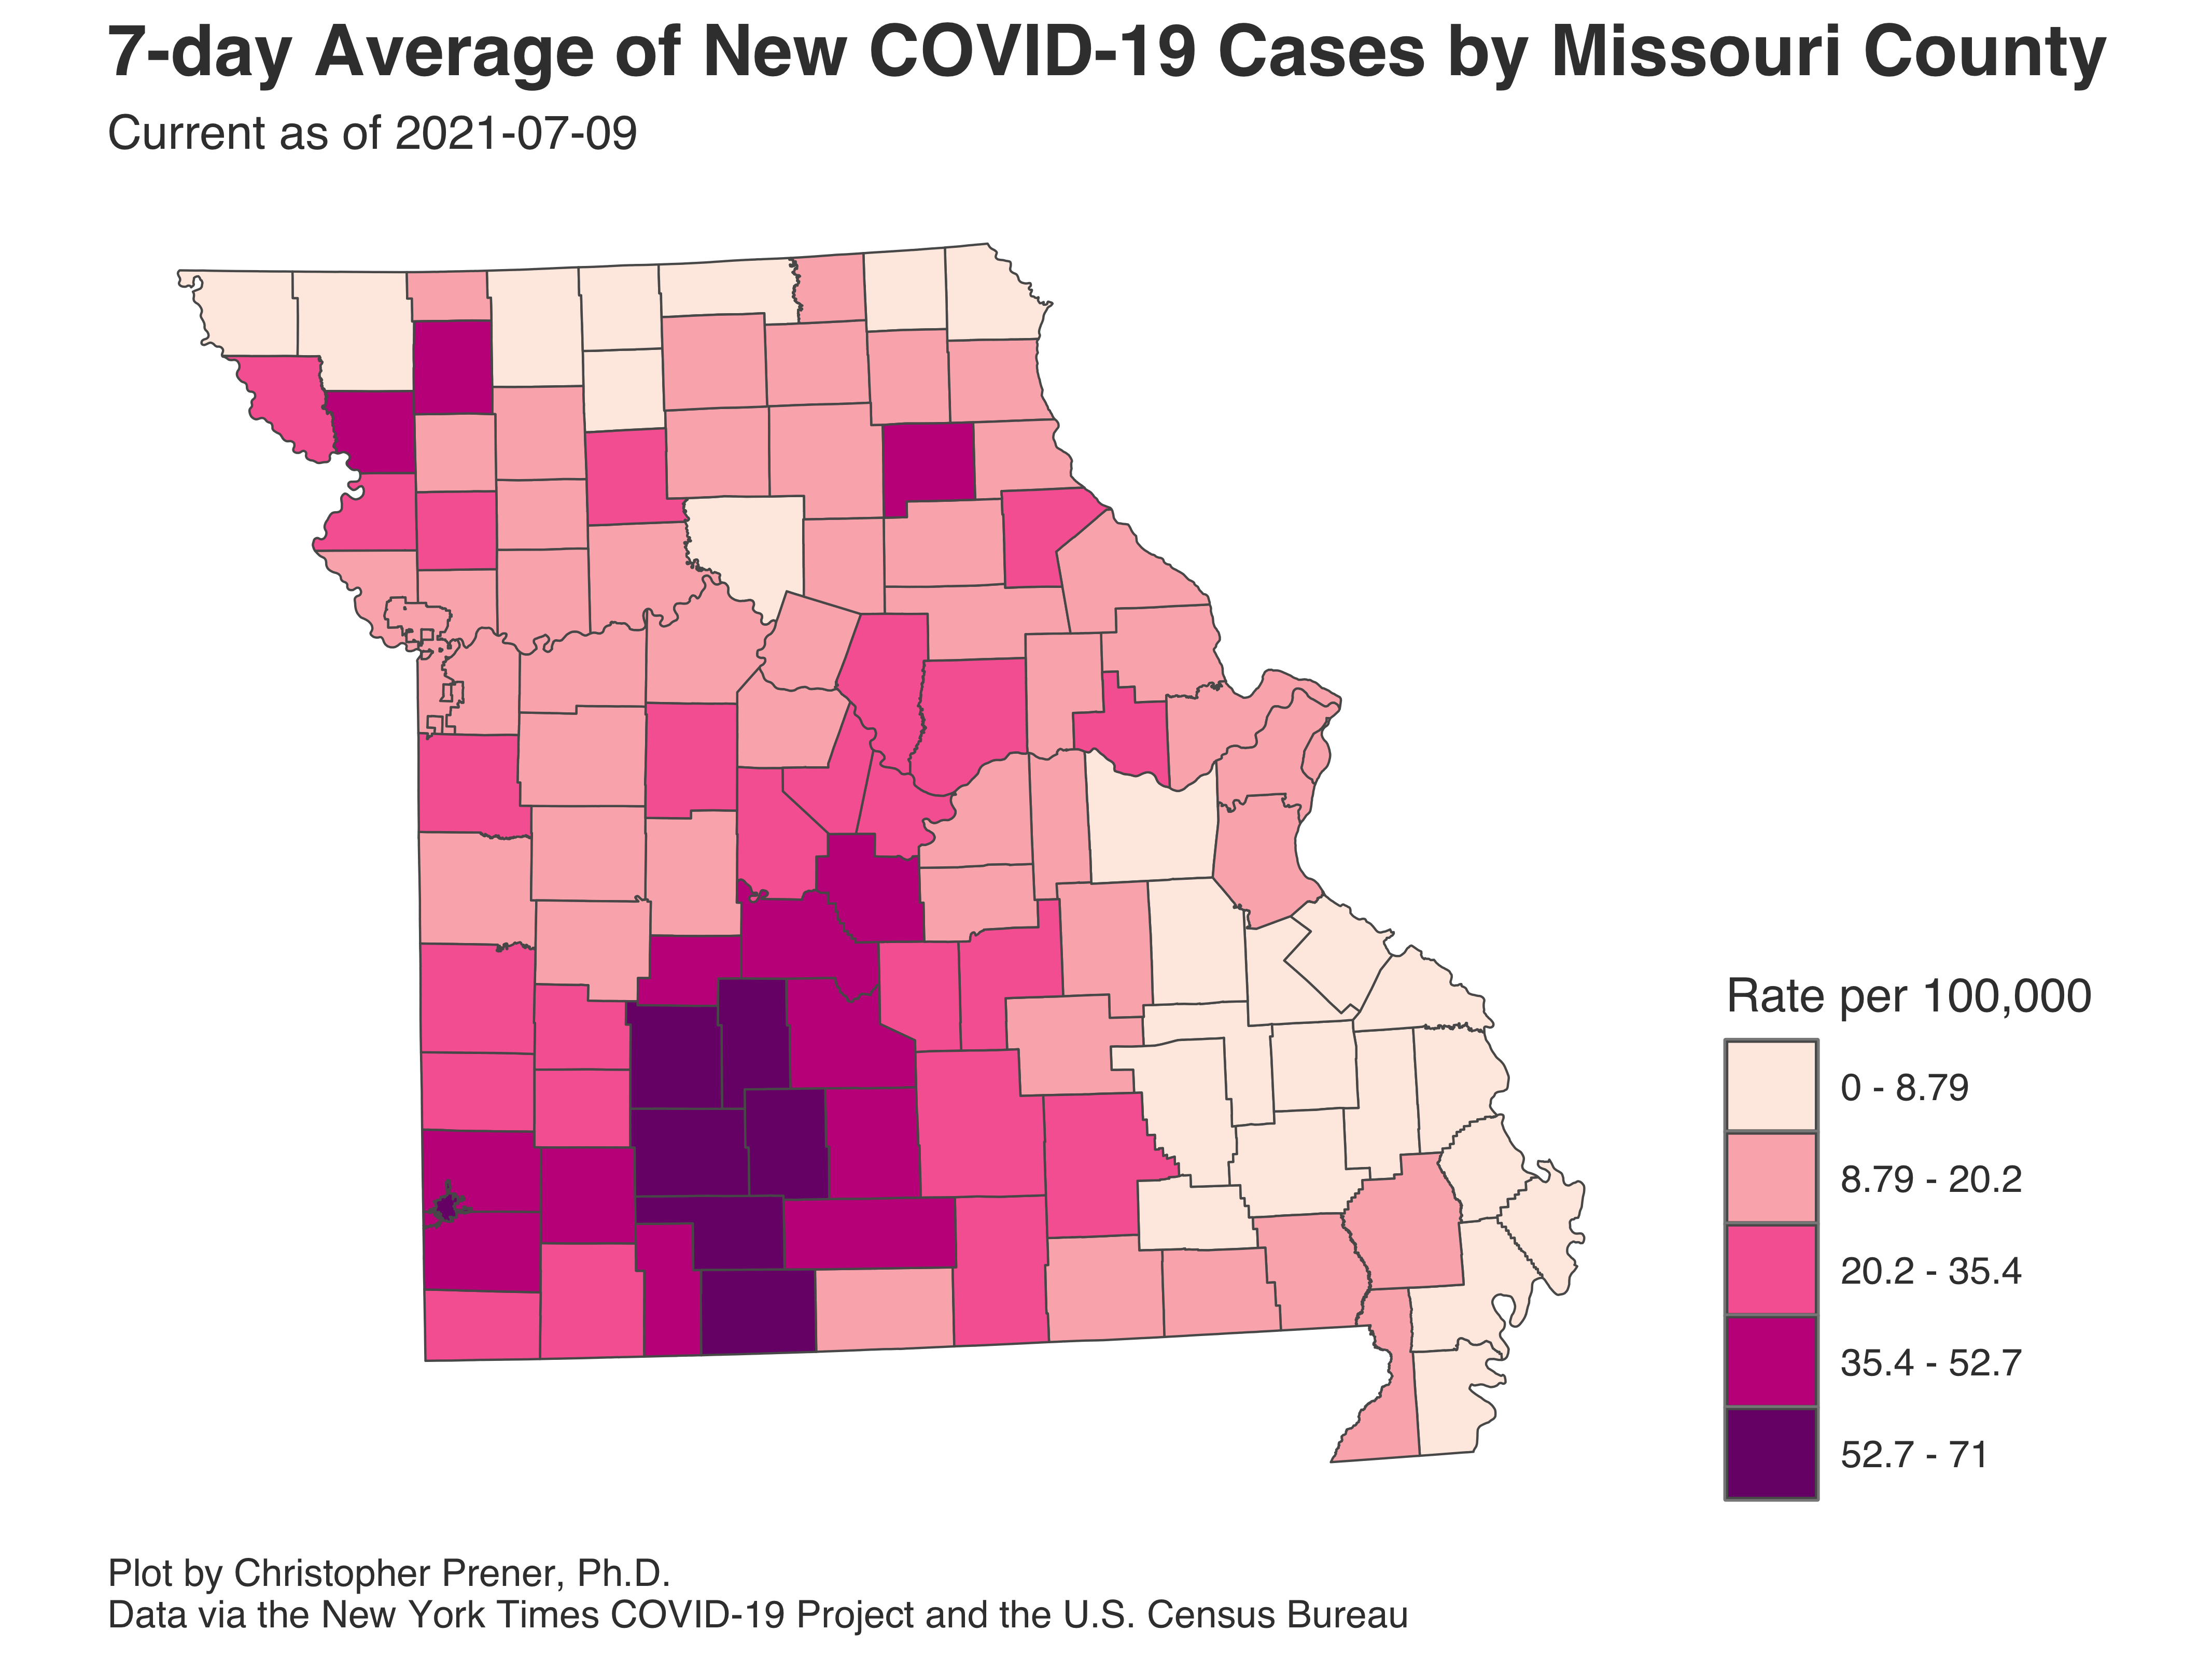 7-day Average of New COVID-19 Cases by Missouri County
Current as of 2021-07-09
Rate per 100,000
0 - 8.79
8.79 - 20.2
20.2 - 35.4
35.4 - 52.7
52.7 - 71
Plot by Christopher Prener, Ph.D.
Data via the New York Times COVID-19 Project and the U.S. Census Bureau